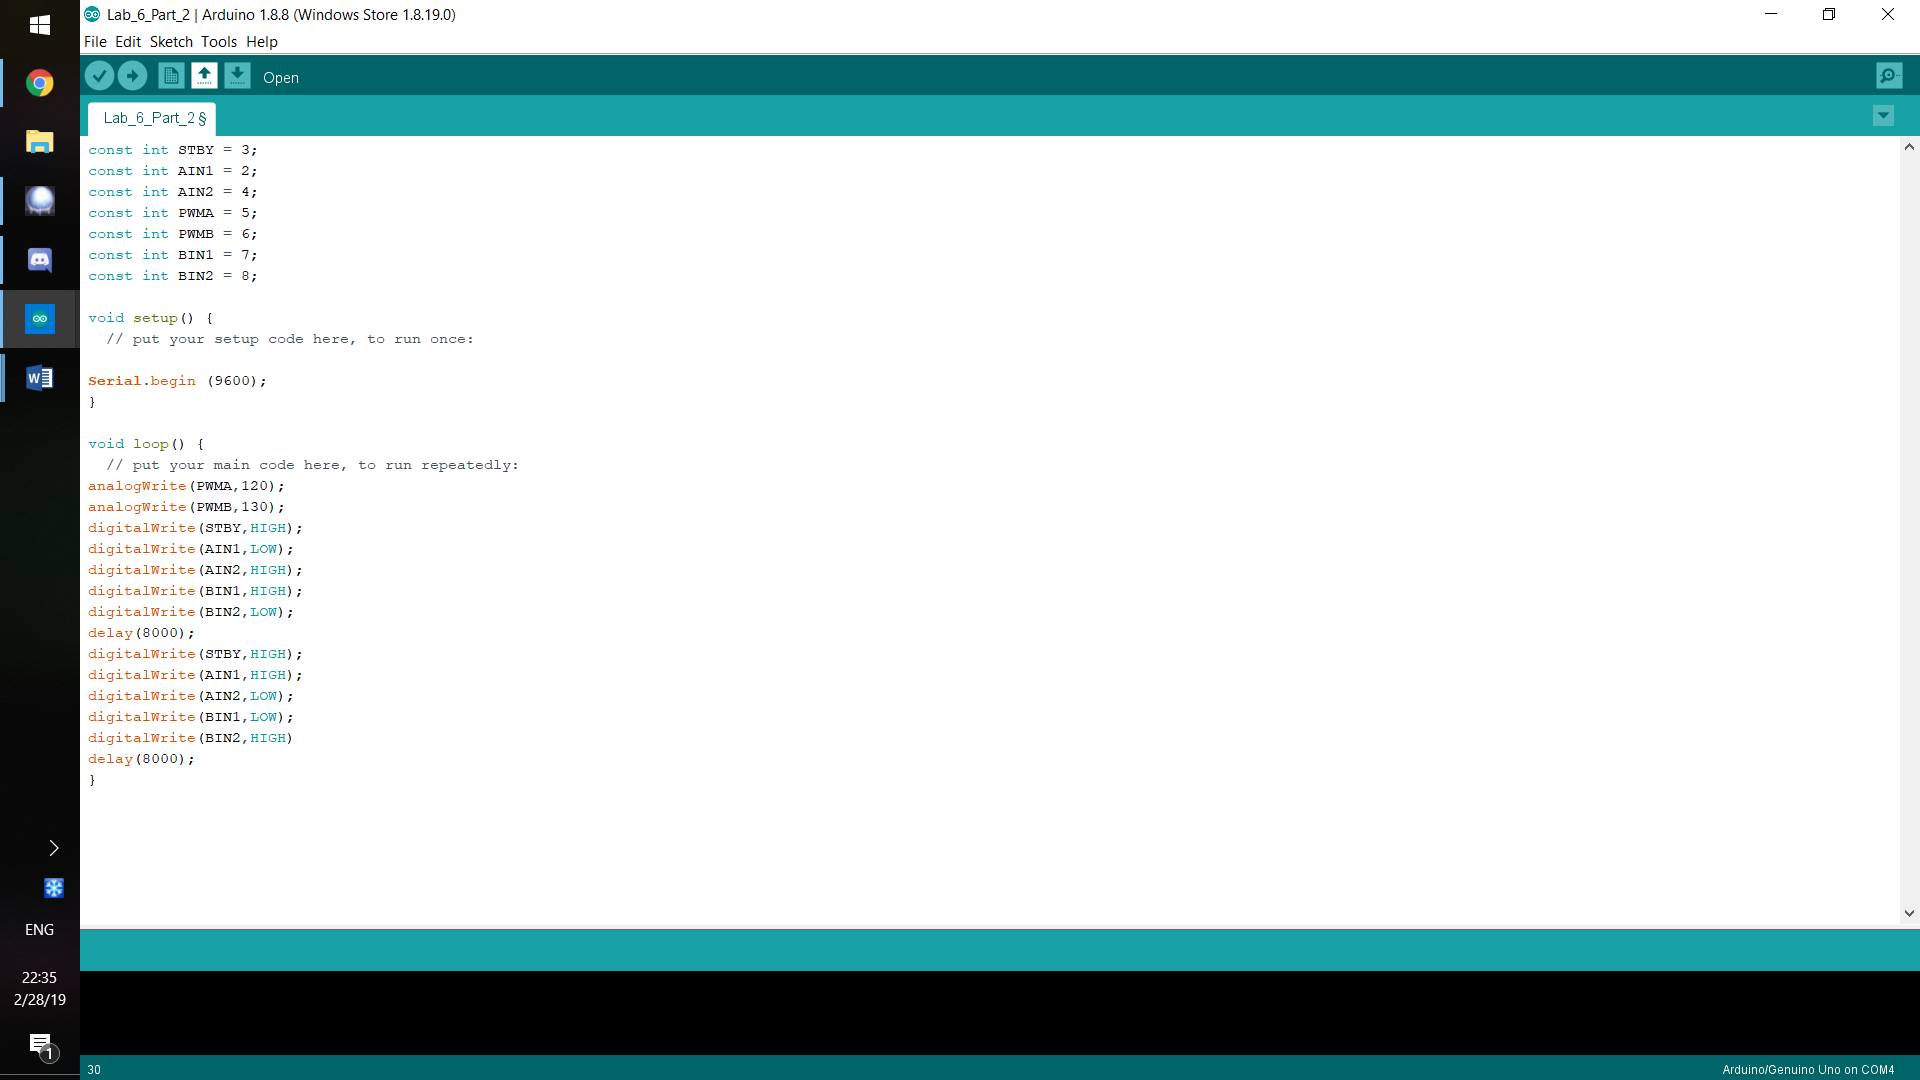 Lab_6_Part_2 | Arduino 1.8.8 (Windows Store 1.8.19.0)
File Edit Sketch Tools Help
Open
Lab_6_Part_2 §
const int STBY = 3;
const int AIN1 = 2;
const int AIN2 = 4;
const int PWMA = 5;
const int PWMB = 6;
const int BIN1 = 7;
const int BIN2 = 8;
void setup() {
// put your setup code here, to run once:
Serial.begin (9600);
}
void loop() {
// put your main code here, to run repeatedly:
analogWrite(PWMA,120);
analogWrite(PWMB,130);
digitalWrite(STBY,HIGH);
digitalWrite(AIN1,LOW);
digitalWrite(AIN2,HIGH);
digitalWrite(BIN1,HIGH);
digitalWrite(BIN2,LOW);
delay(8000);
digitalWrite(STBY,HIGH);
digitalWrite(AIN1,HIGH);
digitalWrite(AIN2,LOW);
digitalWrite(BIN1,LOW);
digitalWrite(BIN2,HIGH)
delay(8000);
}
ENG
22:35
2/28/19
1
30
Arduino/Genuino Uno on COM4